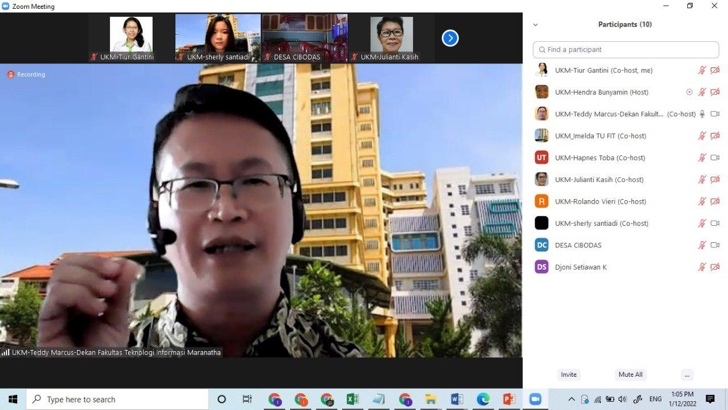 Zoom Meeting
UKM-Tiur Gantini
UKM-sherly santiadi
DESA CIBODAS
UKM-Julianti Kasih
Recording
UKM-Teddy Marcus-Dekan Fakultas Teknologi Informasi Maranatha
Participants (10)
Find a participant
UKM-Tiur Gantini (Co-host, me)
UKM-Hendra Bunyamin (Host)
UKM-Teddy Marcus-Dekan Fakult... (Co-host)
UKM_Imelda TU FIT (Co-host)
UT UKM-Hapnes Toba (Co-host)
UKM-Julianti Kasih (Co-host)
R UKM-Rolando Vieri (Co-host)
UKM-sherly santiadi (Co-host)
DC DESA CIBODAS
DS Djoni Setiawan K
Invite Mute All ...
Type here to search
ENG
1:05 PM
1/12/2022